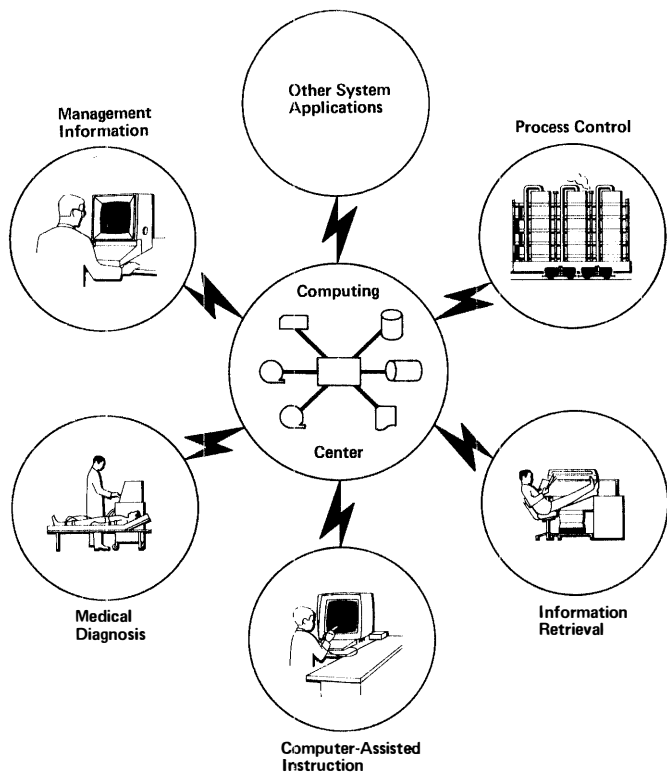 Other System
Applications
Management
Information
Process Control
Computing
Center
Medical
Diagnosis
Information
Retrieval
Computer-Assisted
Instruction